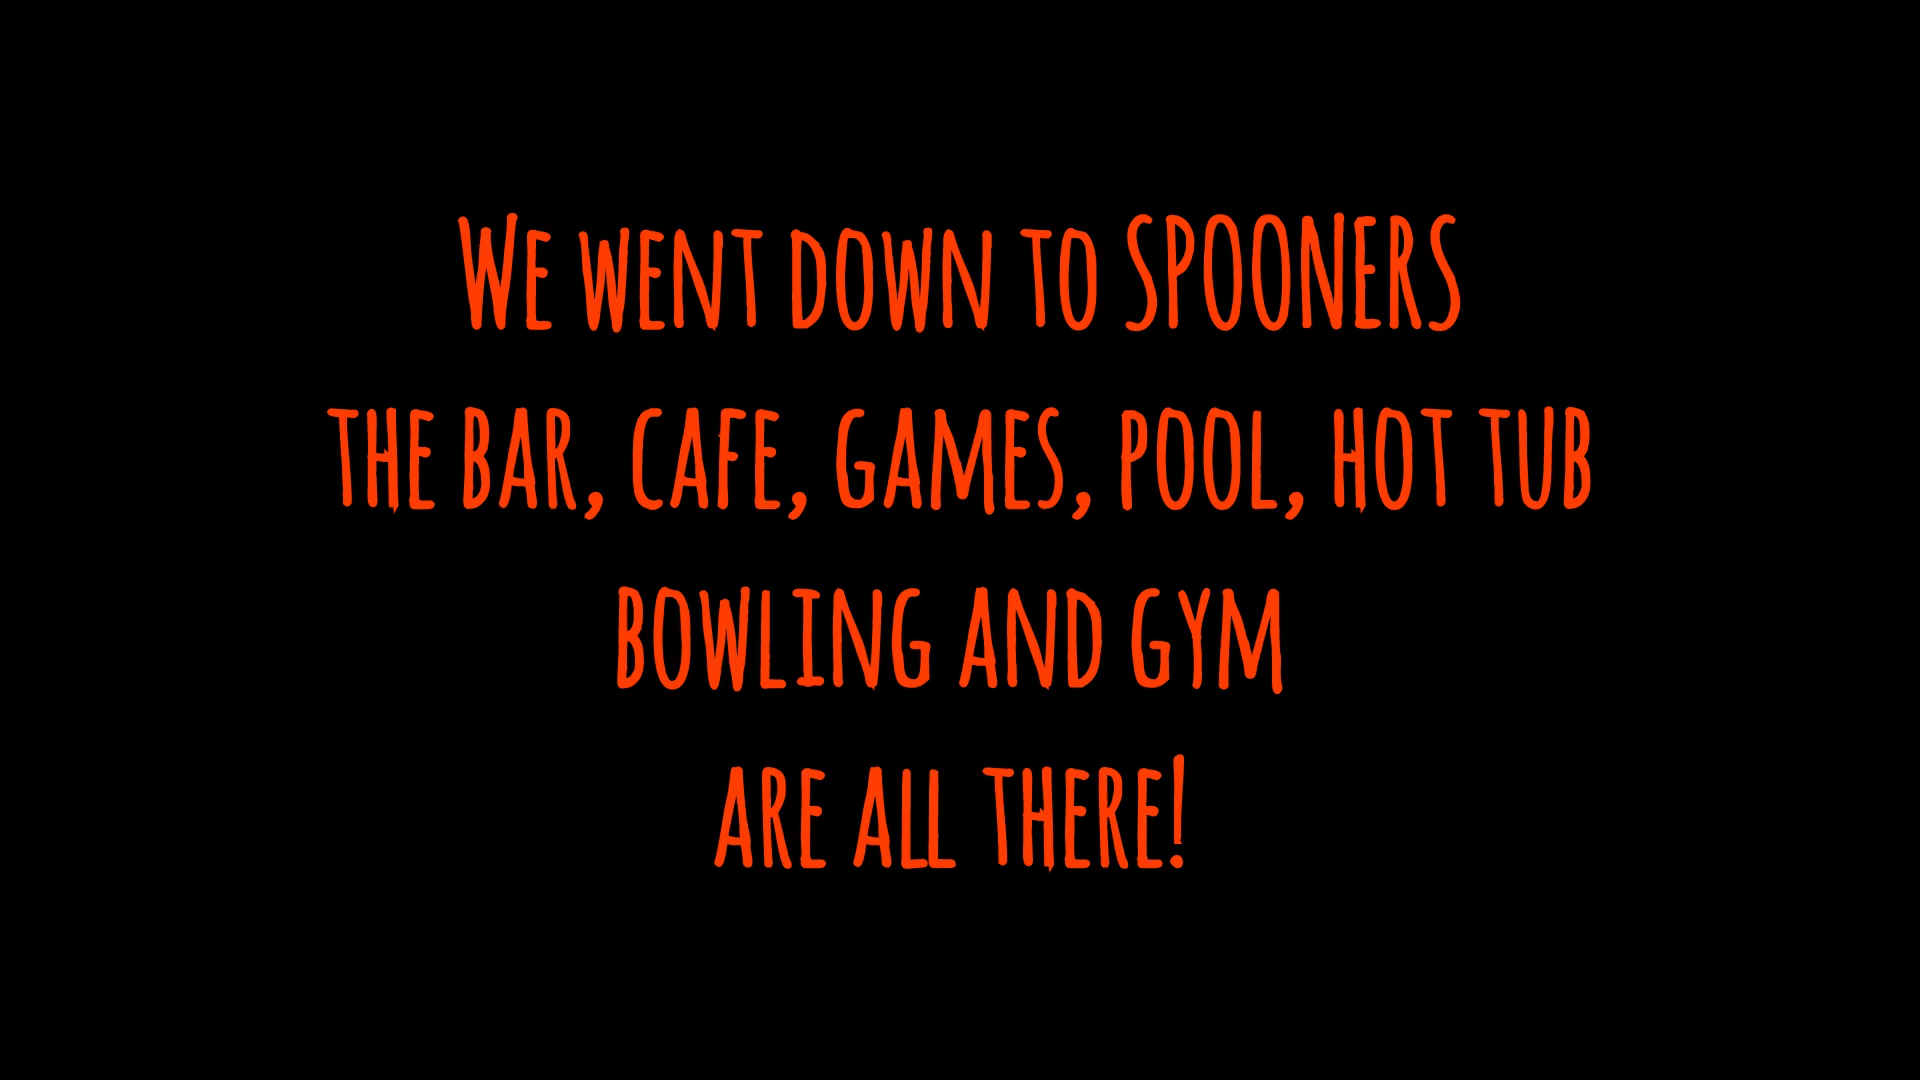 We went down to SPOONERS
the bar, cafe, games, pool, hot tub
bowling and gym
are all there!